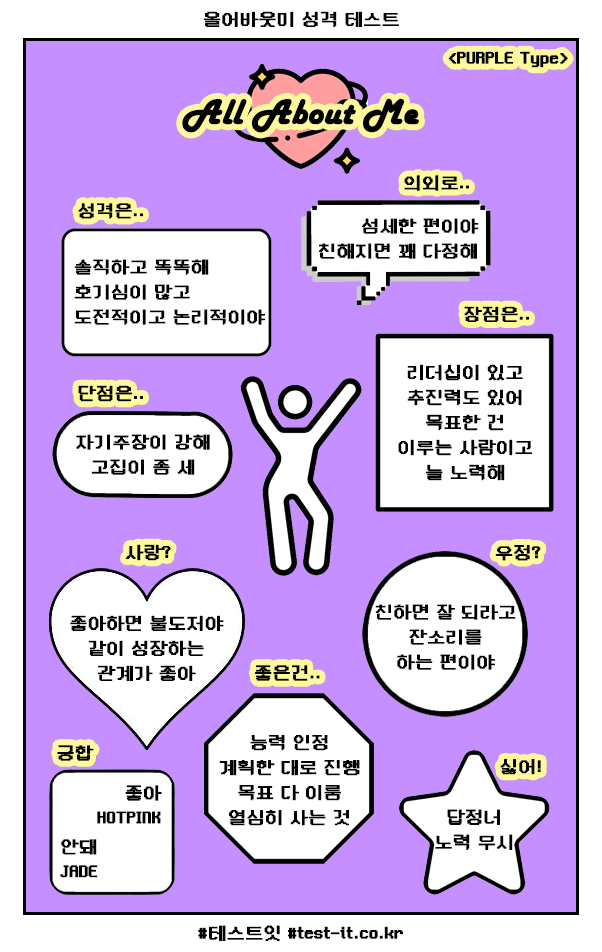 올어바웃미 성격 테스트
<PURPLE Type>
All About Me
의외로..
섬세한 편이야
친해지면 꽤 다정해
성격은..
솔직하고 똑똑해
호기심이 많고
도전적이고 논리적이야
장점은..
리더십이 있고
추진력도 있어
목표한 건
이루는 사람이고
늘 노력해
단점은..
자기주장이 강해
고집이 좀 세
사랑?
좋아하면 불도저야
같이 성장하는
관계가 좋아
우정?
친하면 잘 되라고
잔소리를
하는 편이야
좋은건..
능력 인정
계획한 대로 진행
목표 다 이룸
열심히 사는 것
궁합
좋아
HOTPINK
안돼
JADE
싫어!
답정너
노력 무시
#테스트잇 #test-it.co.kr